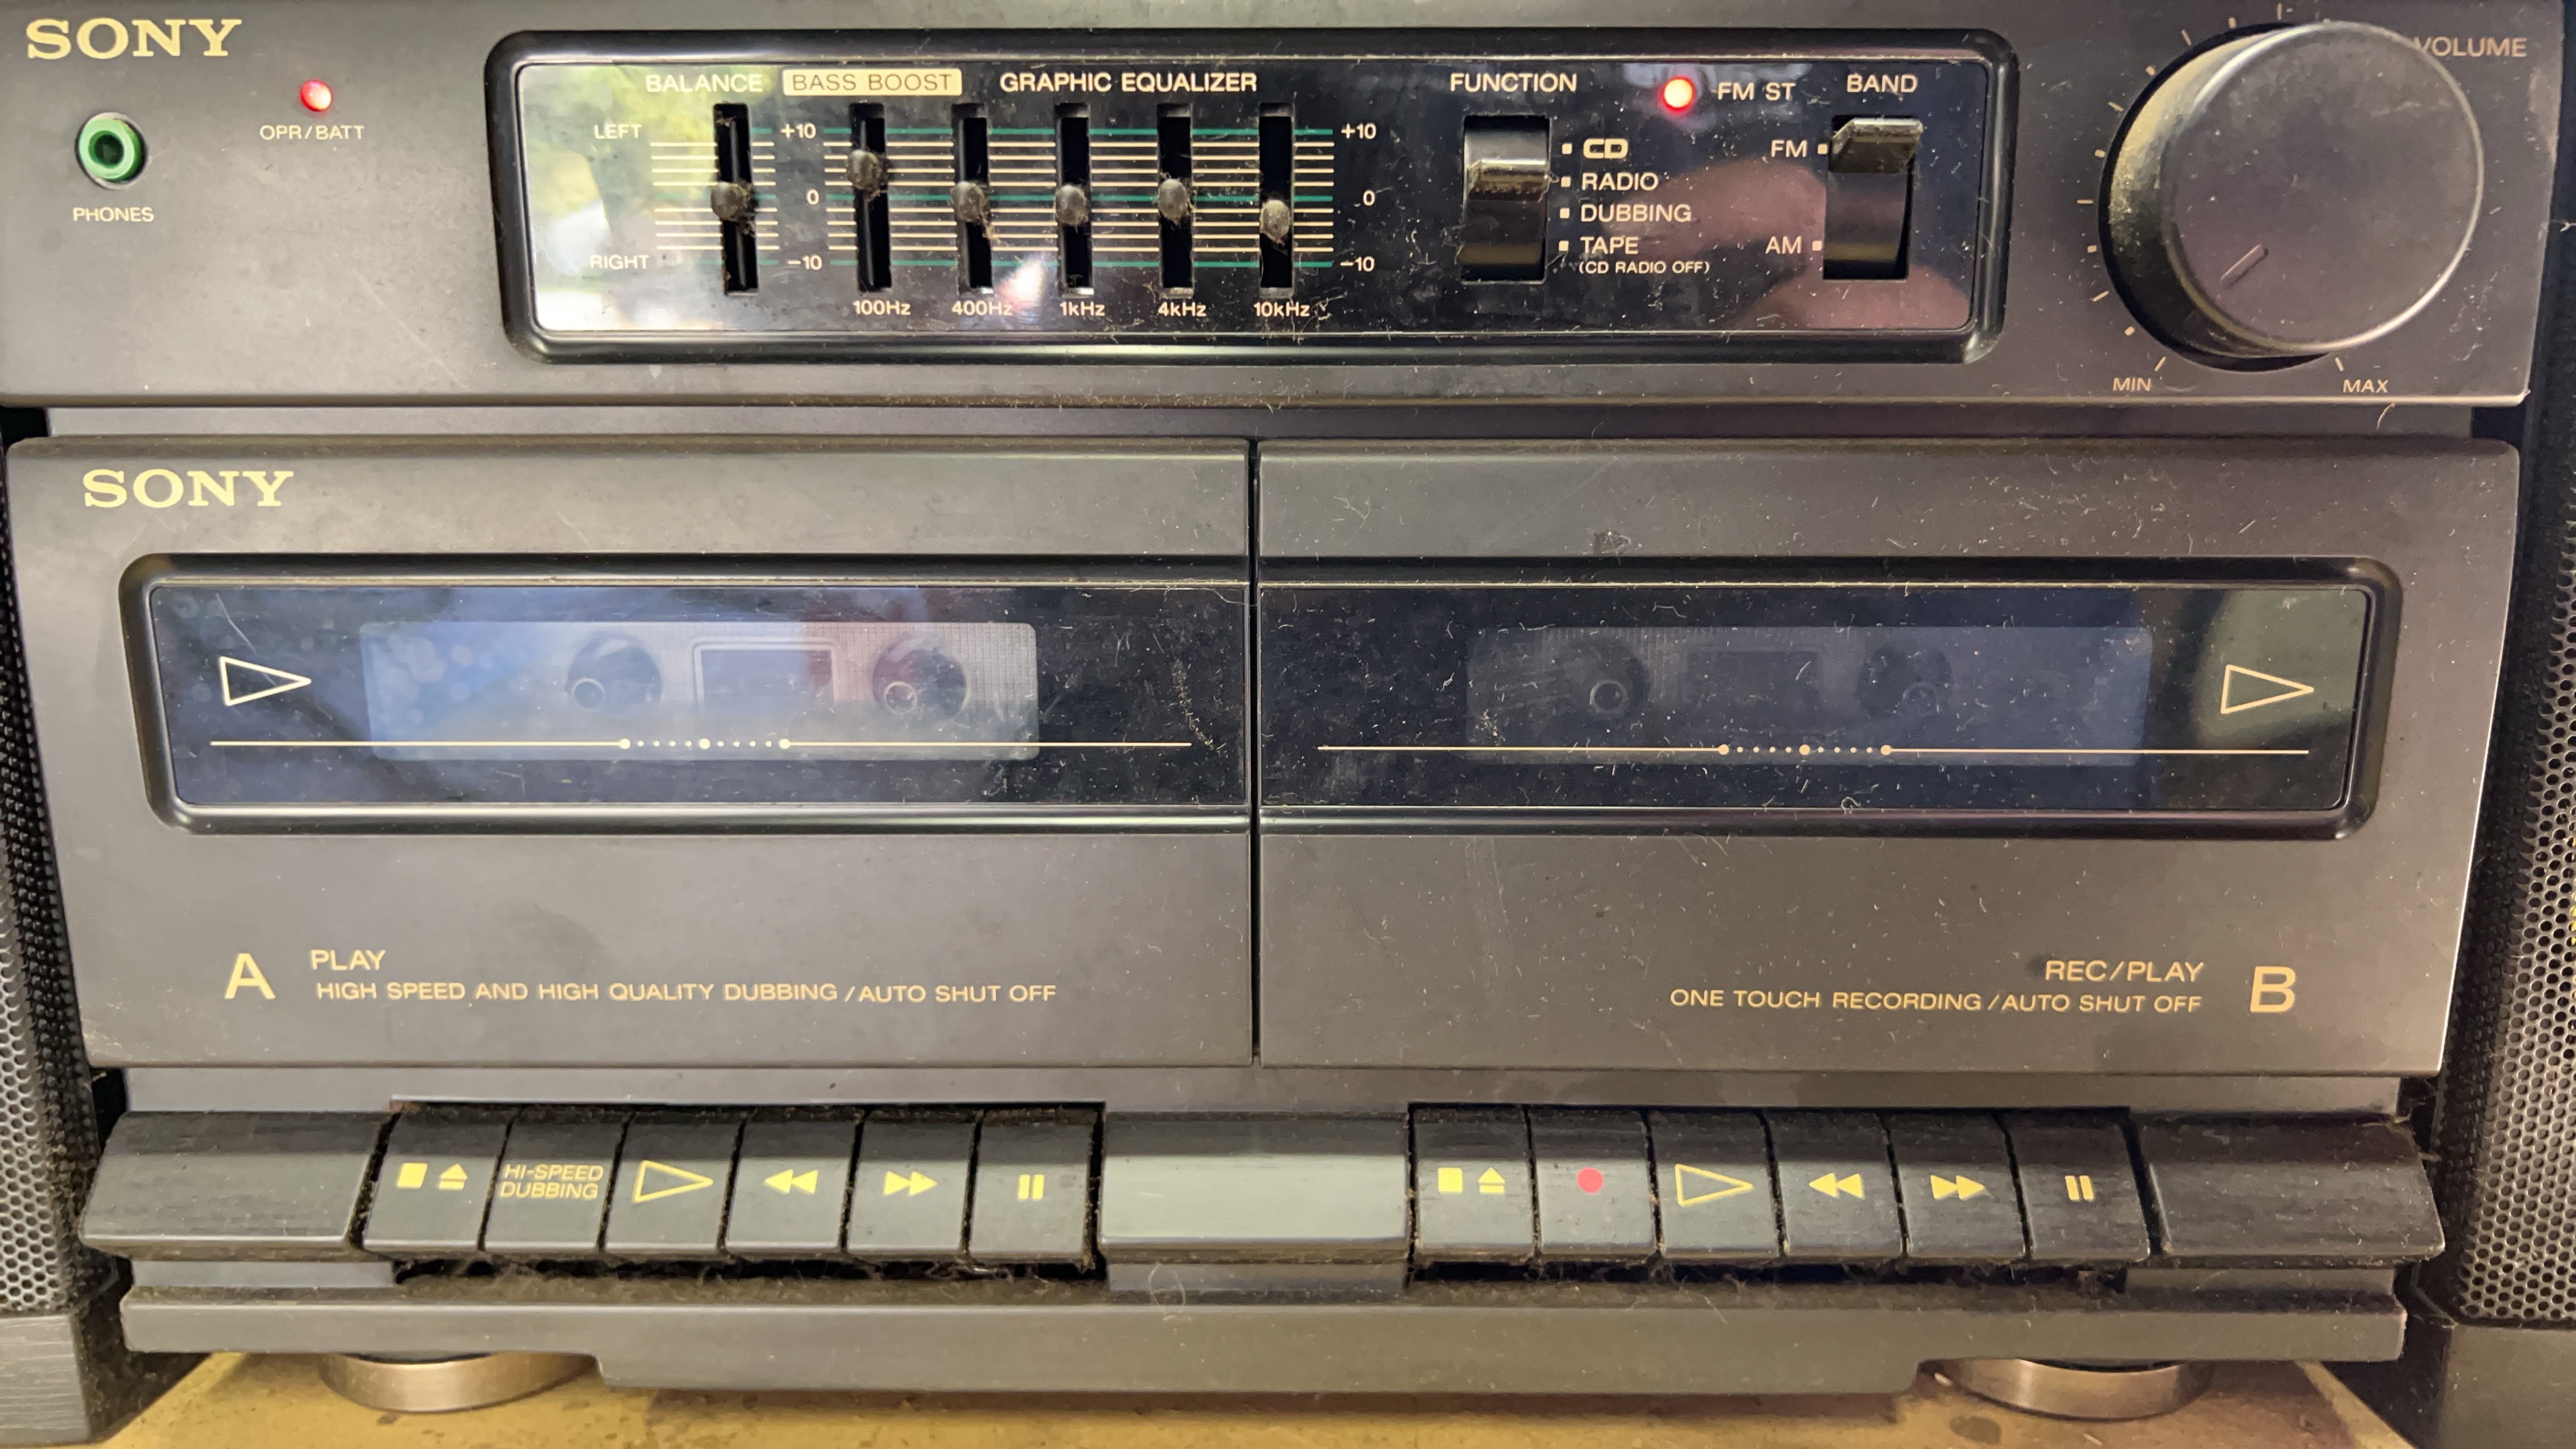 SONY
VOLUME
BALANCE
BASS BOOST
GRAPHIC EQUALIZER
FUNCTION
FM ST
BAND
OPR/BATT
PHONES
LEFT
RIGHT
+10
0
-10
+10
0
-10
100Hz
400Hz
1kHz
4kHz
10kHz
CD
RADIO
DUBBING
TAPE
(CD RADIO OFF)
FM
AM
MIN
MAX
SONY
A
PLAY
HIGH SPEED AND HIGH QUALITY DUBBING/AUTO SHUT OFF
REC/PLAY
ONE TOUCH RECORDING/AUTO SHUT OFF
B
HI-SPEED
DUBBING